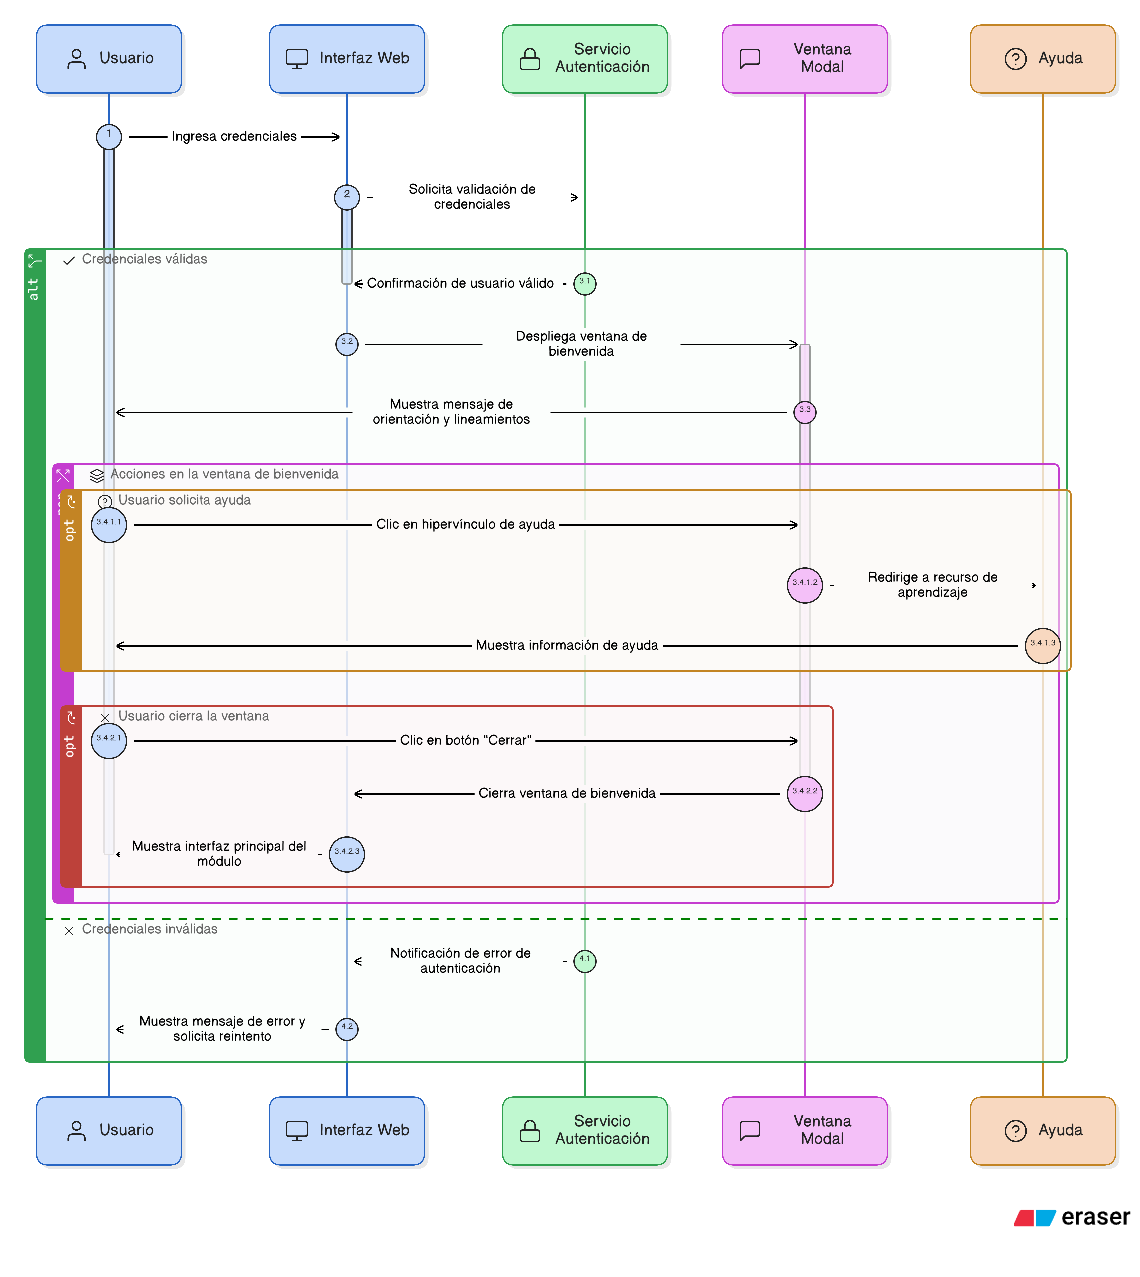 Usuario
Interfaz Web
Servicio
Autenticación
Ventana
Modal
Ayuda
1
Ingresa credenciales
2
Solicita validación de
credenciales
alt
Credenciales válidas
Confirmación de usuario válido
3.1
3.2
Despliega ventana de
bienvenida
Muestra mensaje de
orientación y lineamientos
3.3
Acciones en la ventana de bienvenida
opt
Usuario solicita ayuda
3.4.1.1
Clic en hipervínculo de ayuda
3.4.1.2
Redirige a recurso de
aprendizaje
Muestra información de ayuda
3.4.1.3
opt
Usuario cierra la ventana
3.4.2.1
Clic en botón "Cerrar"
Cierra ventana de bienvenida
3.4.2.2
Muestra interfaz principal del
módulo
3.4.2.3
Credenciales inválidas
Notificación de error de
autenticación
4.1
Muestra mensaje de error y
solicita reintento
4.2
Usuario
Interfaz Web
Servicio
Autenticación
Ventana
Modal
Ayuda
eraser